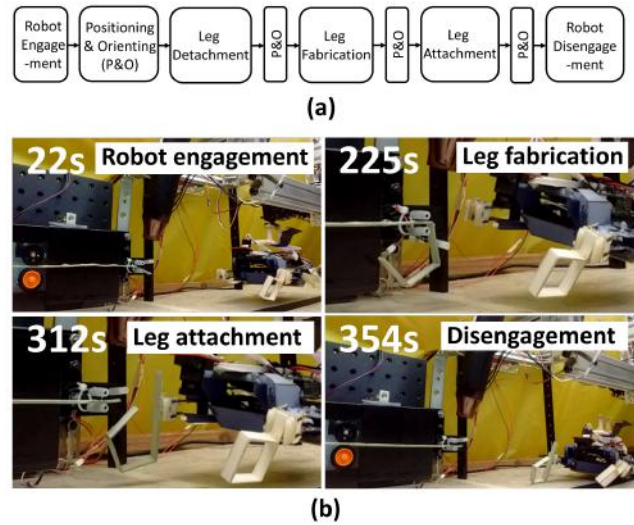 Robot
Engage
-ment
Positioning
& Orienting
(P&O)
Leg
Detachment
P&O
Leg
Fabrication
P&O
Leg
Attachment
P&O
Robot
Disengage
-ment
(a)
22s Robot engagement
225s Leg fabrication
312s Leg attachment
354s Disengagement
(b)